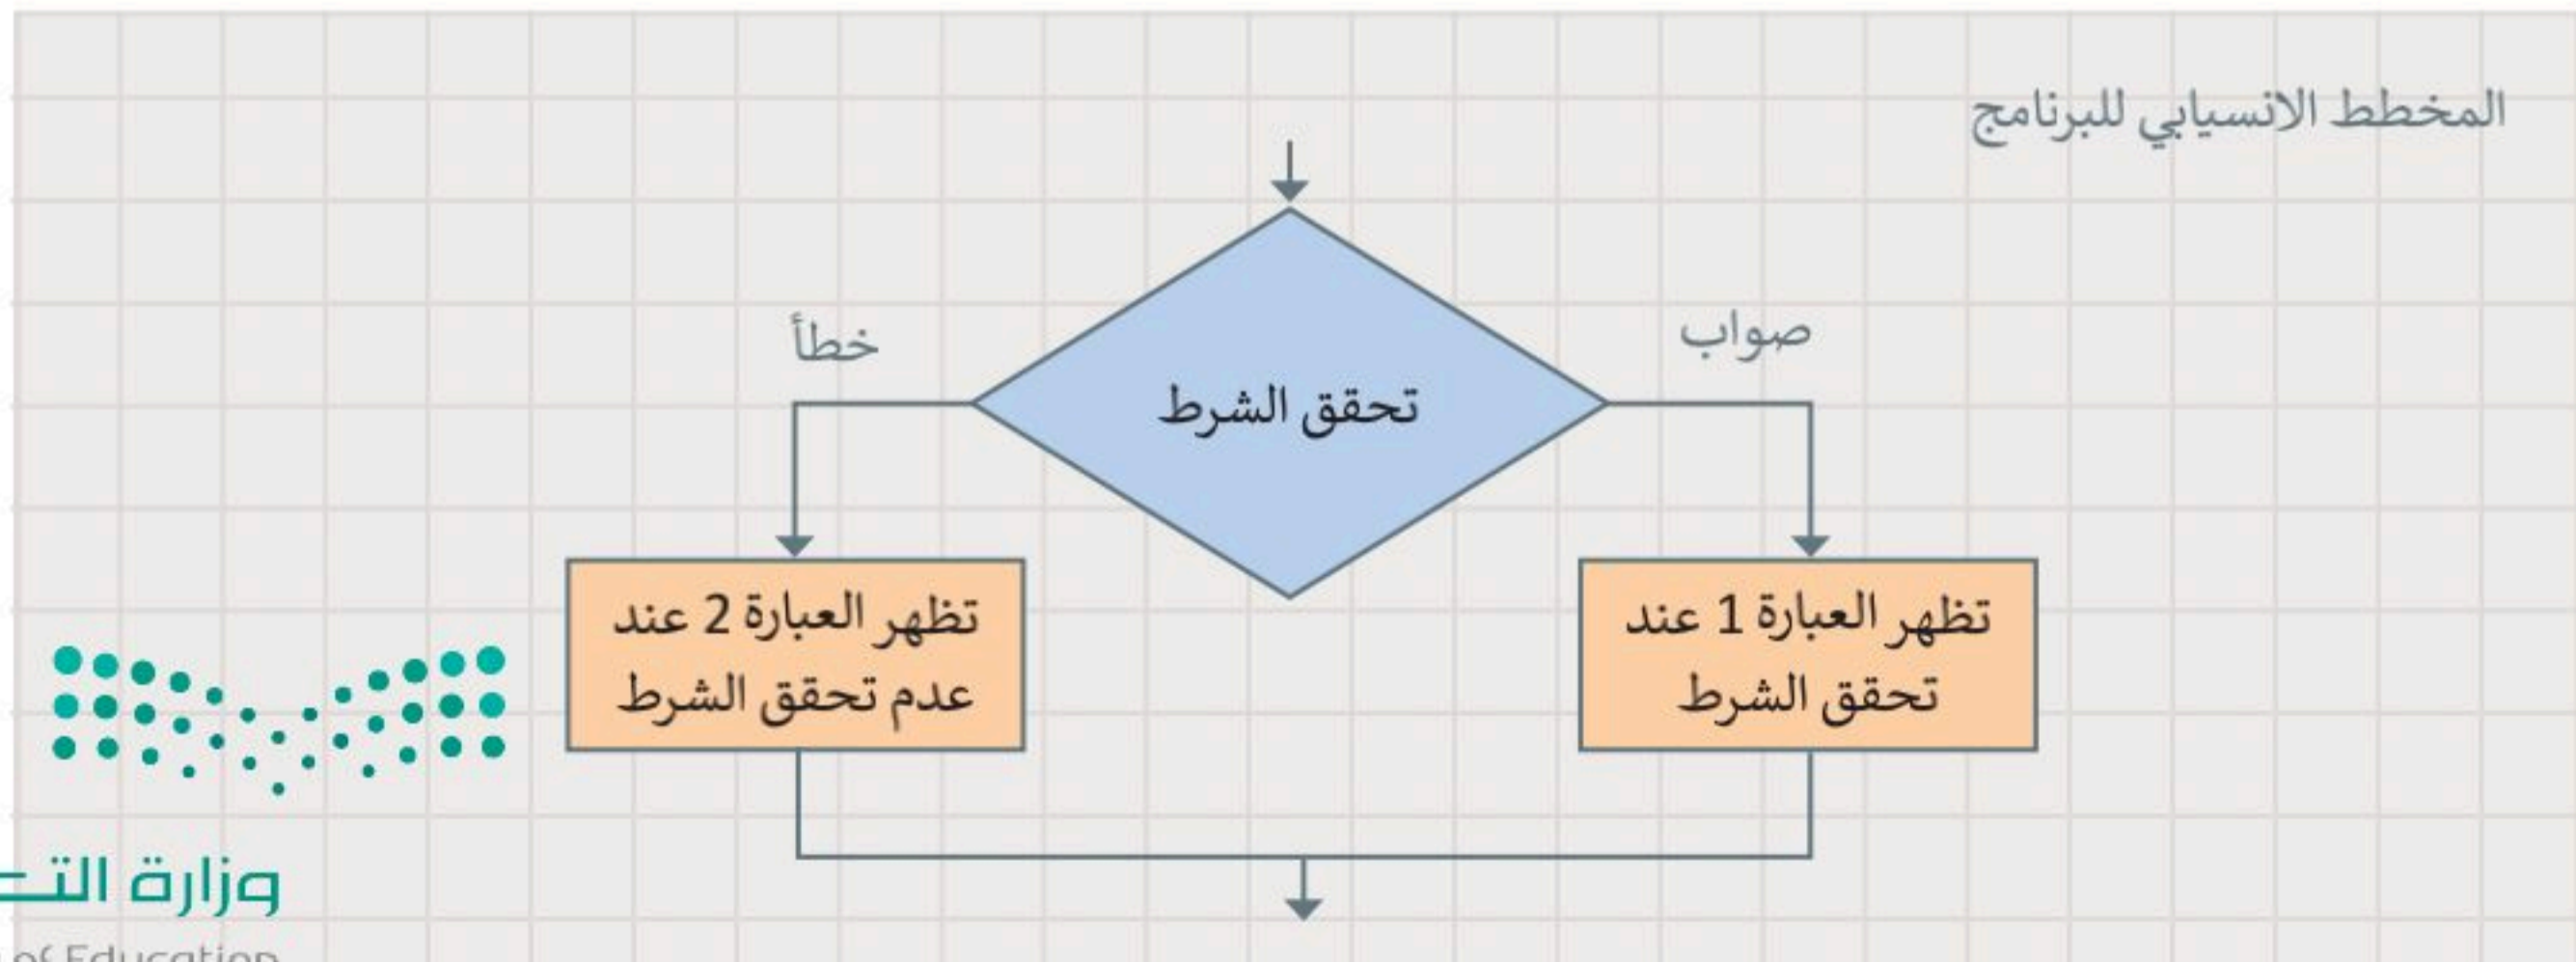 المخطط الانسيابي للبرنامج
صواب
خطأ
تحقق الشرط
تظهر العبارة 1 عند
تحقق الشرط
تظهر العبارة 2 عند
عدم تحقق الشرط
وزارة
of Education